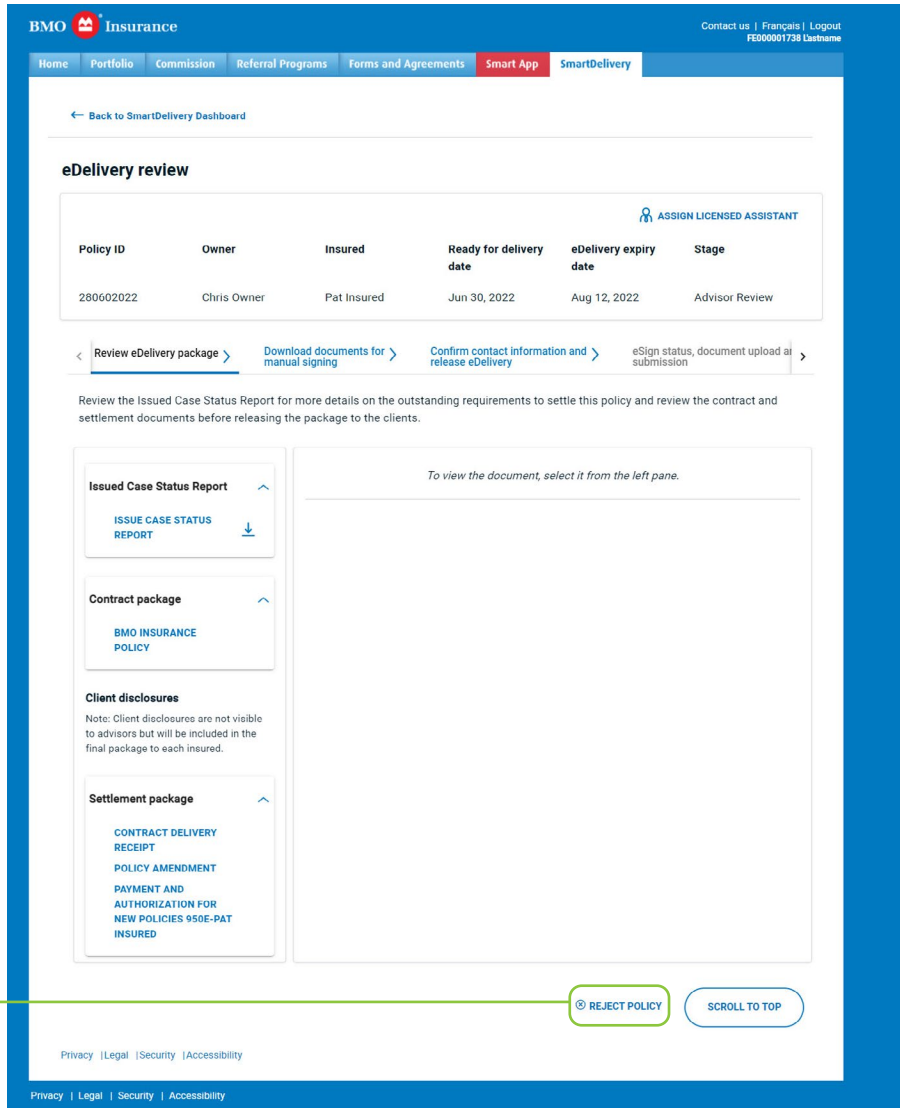 BMO Insurance
Contact us | Français | Logout
FE000001738 Lastname
Home Portfolio Commission Referral Programs Forms and Agreements Smart App SmartDelivery
← Back to SmartDelivery Dashboard
eDelivery review
ASSIGN LICENSED ASSISTANT
Policy ID Owner Insured Ready for delivery date eDelivery expiry date Stage
280602022 Chris Owner Pat Insured Jun 30, 2022 Aug 12, 2022 Advisor Review
< Review eDelivery package > Download documents for manual signing > Confirm contact information and release eDelivery > eSign status, document upload ar submission >
Review the Issued Case Status Report for more details on the outstanding requirements to settle this policy and review the contract and
settlement documents before releasing the package to the clients.
Issued Case Status Report
ISSUE CASE STATUS
REPORT
Contract package
BMO INSURANCE
POLICY
Client disclosures
Note: Client disclosures are not visible
to advisors but will be included in the
final package to each insured.
Settlement package
CONTRACT DELIVERY
RECEIPT
POLICY AMENDMENT
PAYMENT AND
AUTHORIZATION FOR
NEW POLICIES 950E-PAT
INSURED
To view the document, select it from the left pane.
REJECT POLICY SCROLL TO TOP
Privacy |Legal |Security |Accessibility
Privacy | Legal | Security | Accessibility